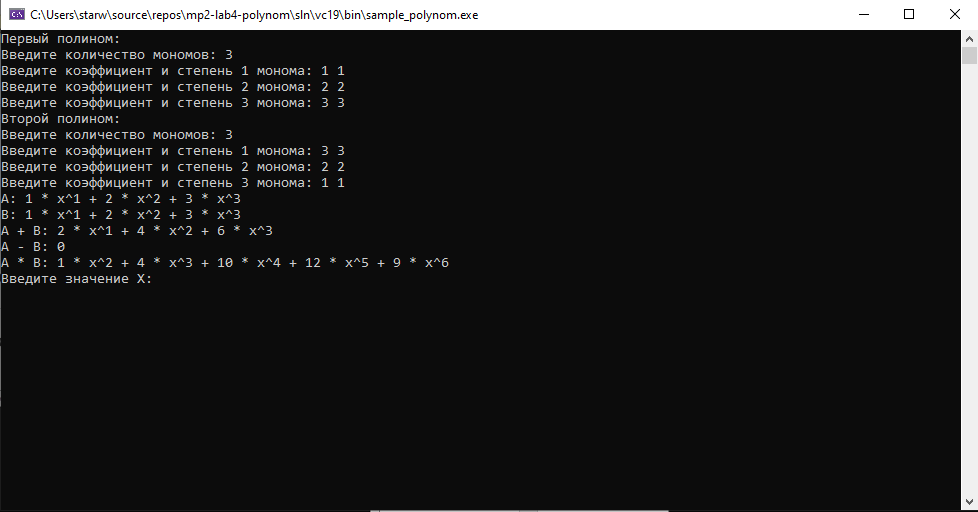 C:\Users\starw\source\repos\mp2-lab4-polynom\sln\vc19\bin\sample_polynom.exe
Первый полином:
Введите количество мономов: 3
Введите коэффициент и степень 1 монома: 1 1
Введите коэффициент и степень 2 монома: 2 2
Введите коэффициент и степень 3 монома: 3 3
Второй полином:
Введите количество мономов: 3
Введите коэффициент и степень 1 монома: 3 3
Введите коэффициент и степень 2 монома: 2 2
Введите коэффициент и степень 3 монома: 1 1
A: 1 * x^1 + 2 * x^2 + 3 * x^3
B: 1 * x^1 + 2 * x^2 + 3 * x^3
A + B: 2 * x^1 + 4 * x^2 + 6 * x^3
A - B: 0
A * B: 1 * x^2 + 4 * x^3 + 10 * x^4 + 12 * x^5 + 9 * x^6
Введите значение X: